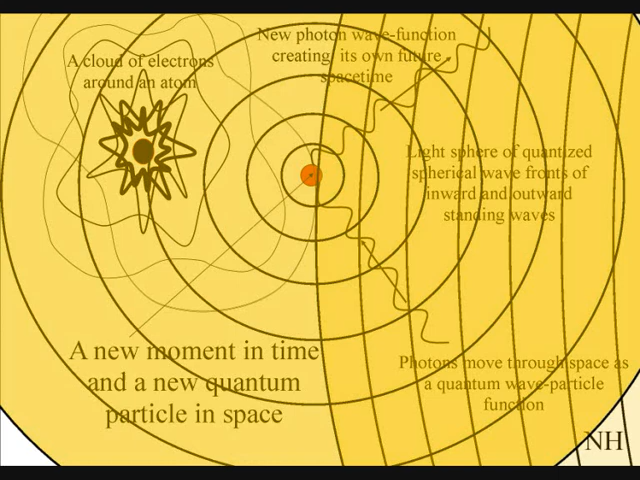 A cloud of electrons
around an atom
New photon wave-function
creating its own future
spacetime
Light sphere of quantized
spherical wave fronts of
inward and outward
standing waves
A new moment in time
and a new quantum
particle in space
Photons move through space as
a quantum wave-particle
function
NH